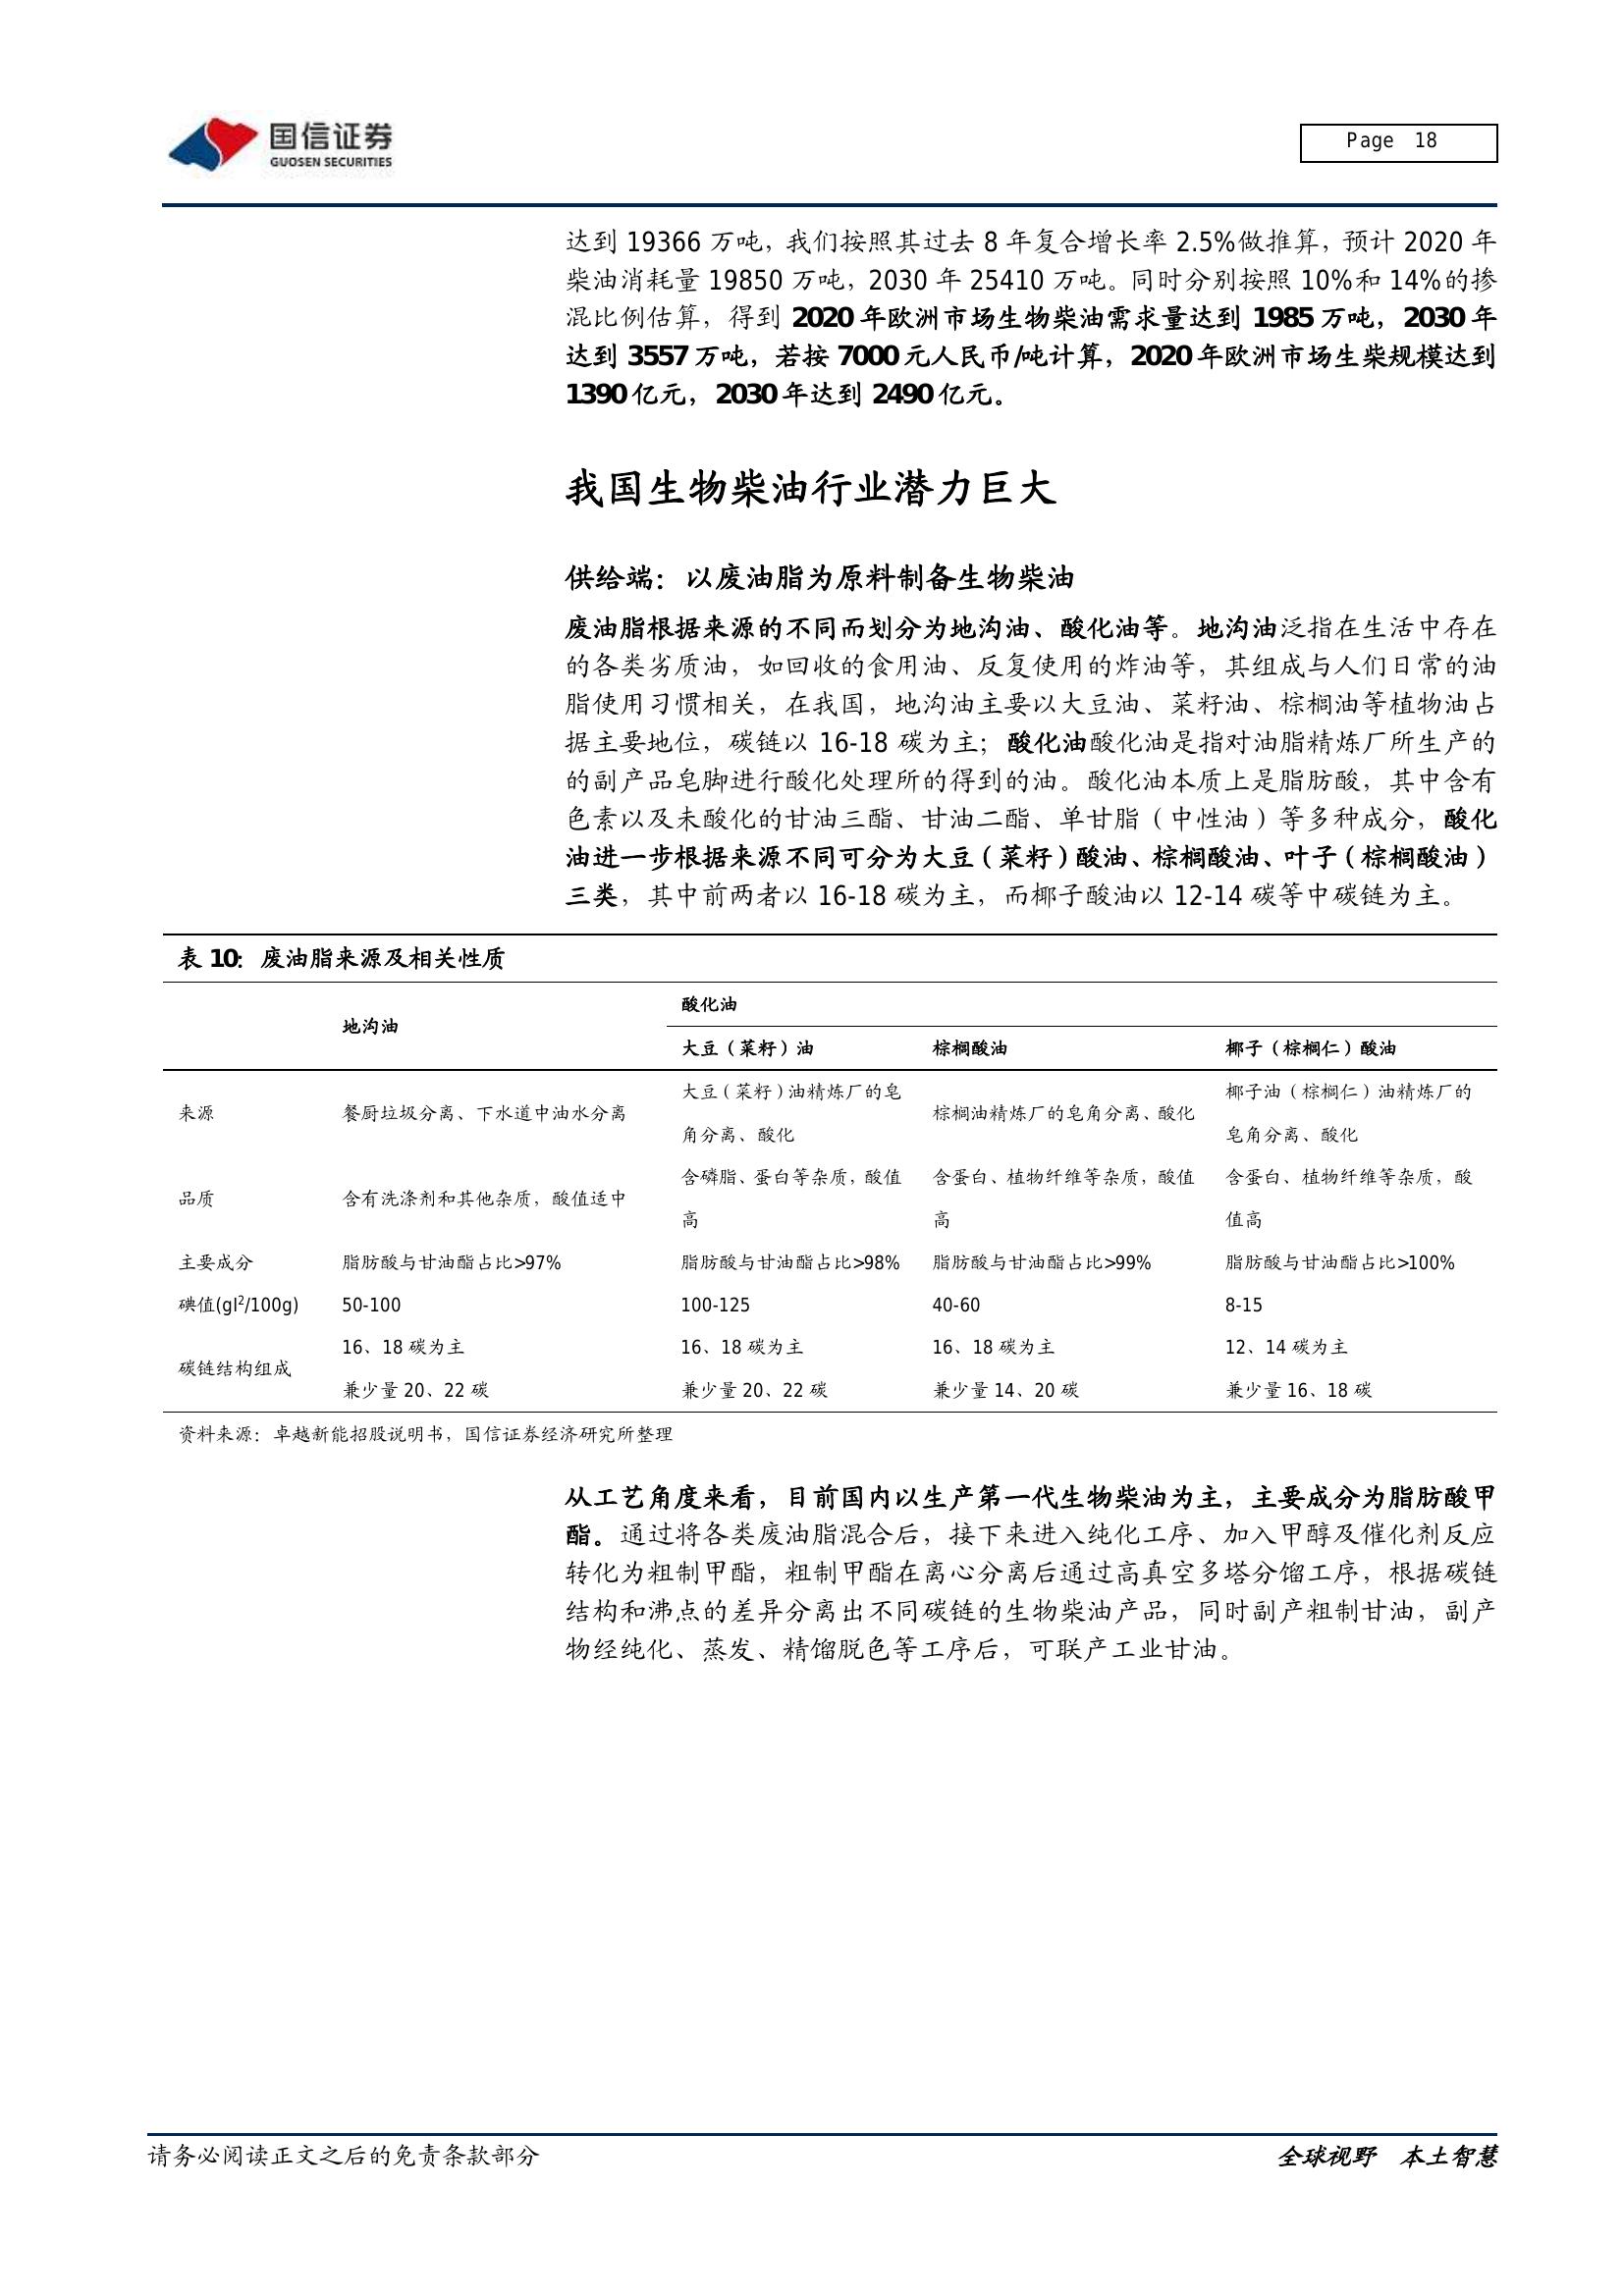 国信证券
GUOSEN SECURITIES
Page 18
达到 19366 万吨，我们按照其过去 8 年复合增长率 2.5%做推算，预计 2020 年
柴油消耗量 19850 万吨，2030 年 25410 万吨。同时分别按照 10%和 14%的掺
混比例估算，得到 2020 年欧洲市场生物柴油需求量达到 1985 万吨，2030 年
达到 3557 万吨，若按 7000 元人民币/吨计算，2020 年欧洲市场生柴规模达到
1390 亿元，2030 年达到 2490 亿元。
我国生物柴油行业潜力巨大
供给端：以废油脂为原料制备生物柴油
废油脂根据来源的不同而划分为地沟油、酸化油等。地沟油泛指在生活中存在
的各类劣质油，如回收的食用油、反复使用的炸油等，其组成与人们日常的油
脂使用习惯相关，在我国，地沟油主要以大豆油、菜籽油、棕榈油等植物油占
据主要地位，碳链以 16-18 碳为主；酸化油酸化油是指对油脂精炼厂所生产的
的副产品皂脚进行酸化处理所的得到的油。酸化油本质上是脂肪酸，其中含有
色素以及未酸化的甘油三酯、甘油二酯、单甘脂（中性油）等多种成分，酸化
油进一步根据来源不同可分为大豆（菜籽）酸油、棕榈酸油、叶子（棕榈酸油）
三类，其中前两者以 16-18 碳为主，而椰子酸油以 12-14 碳等中碳链为主。
表 10：废油脂来源及相关性质
地沟油 酸化油
大豆（菜籽）油 棕榈酸油 椰子（棕榈仁）酸油
来源 餐厨垃圾分离、下水道中油水分离 大豆（菜籽）油精炼厂的皂 棕榈油精炼厂的皂角分离、酸化 椰子油（棕榈仁）油精炼厂的
角分离、酸化 皂角分离、酸化
品质 含有洗涤剂和其他杂质，酸值适中 含磷脂、蛋白等杂质，酸值 含蛋白、植物纤维等杂质，酸值 含蛋白、植物纤维等杂质，酸
高 高 值高
主要成分 脂肪酸与甘油酯占比>97% 脂肪酸与甘油酯占比>98% 脂肪酸与甘油酯占比>99% 脂肪酸与甘油酯占比>100%
碘值(gI²/100g) 50-100 100-125 40-60 8-15
碳链结构组成 16、18 碳为主 16、18 碳为主 16、18 碳为主 12、14 碳为主
兼少量 20、22 碳 兼少量 20、22 碳 兼少量 14、20 碳 兼少量 16、18 碳
资料来源：卓越新能招股说明书，国信证券经济研究所整理
从工艺角度来看，目前国内以生产第一代生物柴油为主，主要成分为脂肪酸甲
酯。通过将各类废油脂混合后，接下来进入纯化工序、加入甲醇及催化剂反应
转化为粗制甲酯，粗制甲酯在离心分离后通过高真空多塔分馏工序，根据碳链
结构和沸点的差异分离出不同碳链的生物柴油产品，同时副产粗制甘油，副产
物经纯化、蒸发、精馏脱色等工序后，可联产工业甘油。
请务必阅读正文之后的免责条款部分
全球视野 本土智慧